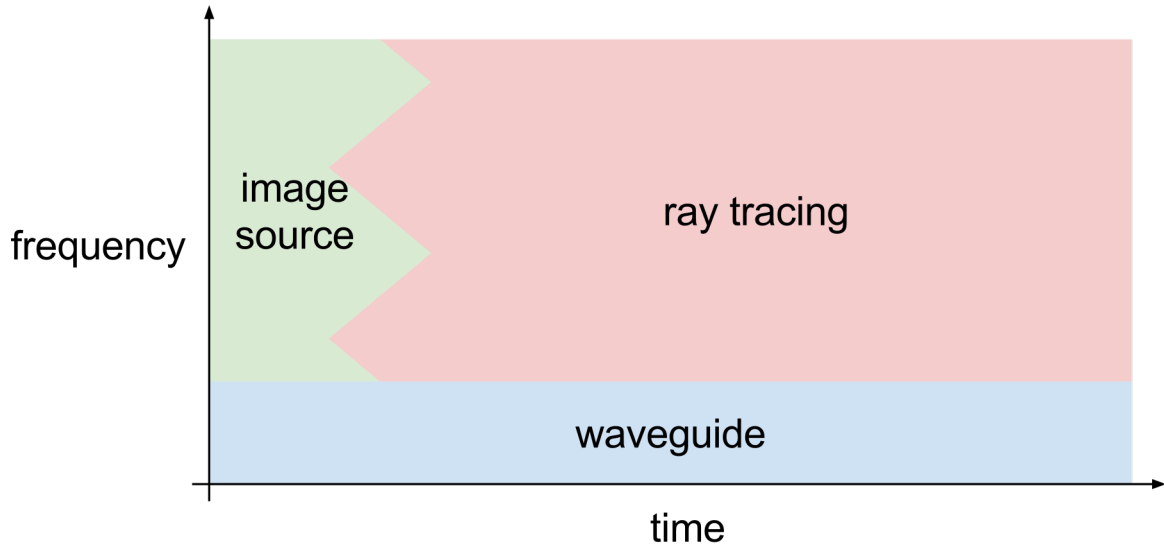 image
source
ray tracing
frequency
waveguide
time